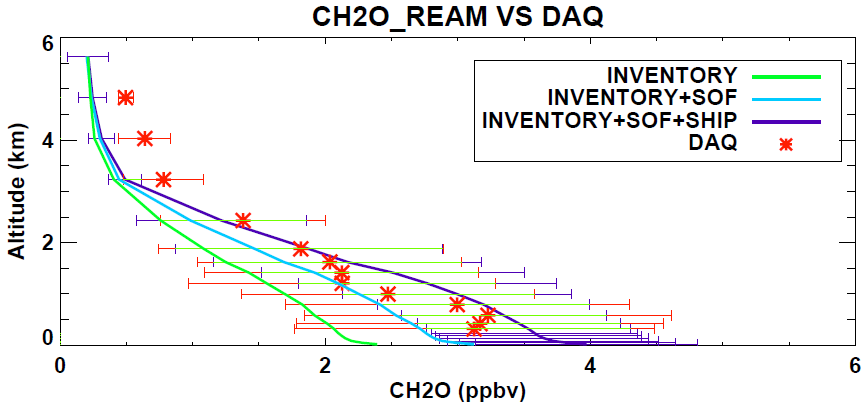 CH2O_REAM VS DAQ
6
4
2
0
Altitude (km)
INVENTORY
INVENTORY+SOF
INVENTORY+SOF+SHIP
DAQ
0
2
4
6
CH2O (ppbv)